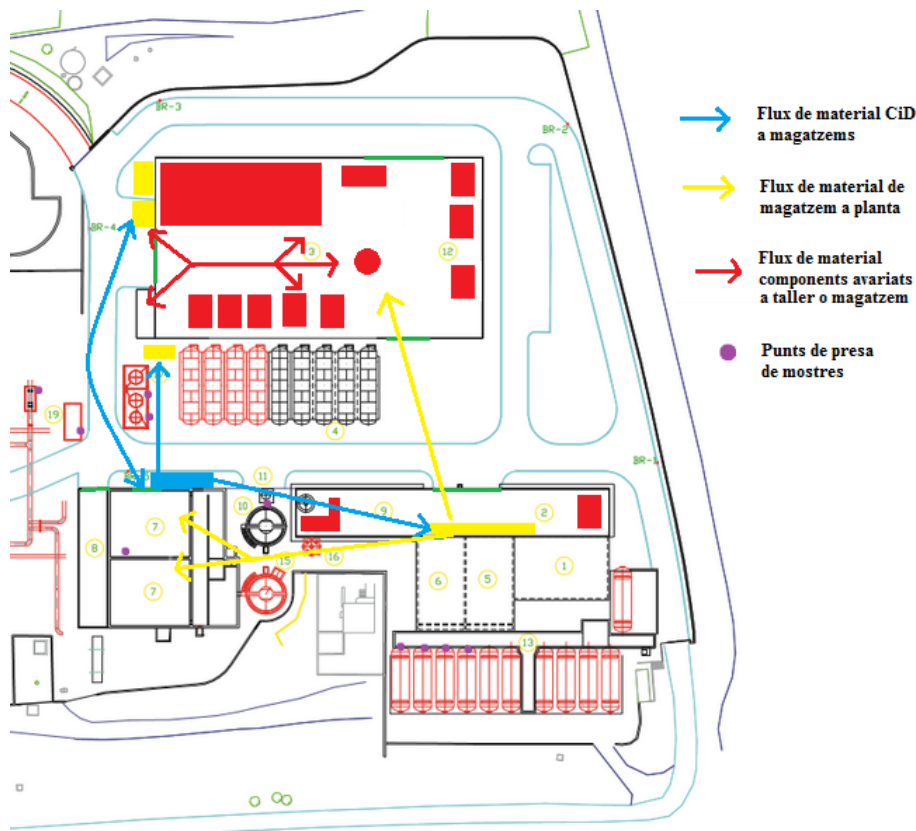 BR-3
BR-2
Flux de material CiD
a magatzems
Flux de material de
magatzem a planta
BR-4
3
12
Flux de material
components avariats
a taller o magatzem
Punts de presa
de mostres
19
4
BR-1
11
10
9
2
7
8
16
15
1
6
5
7
13